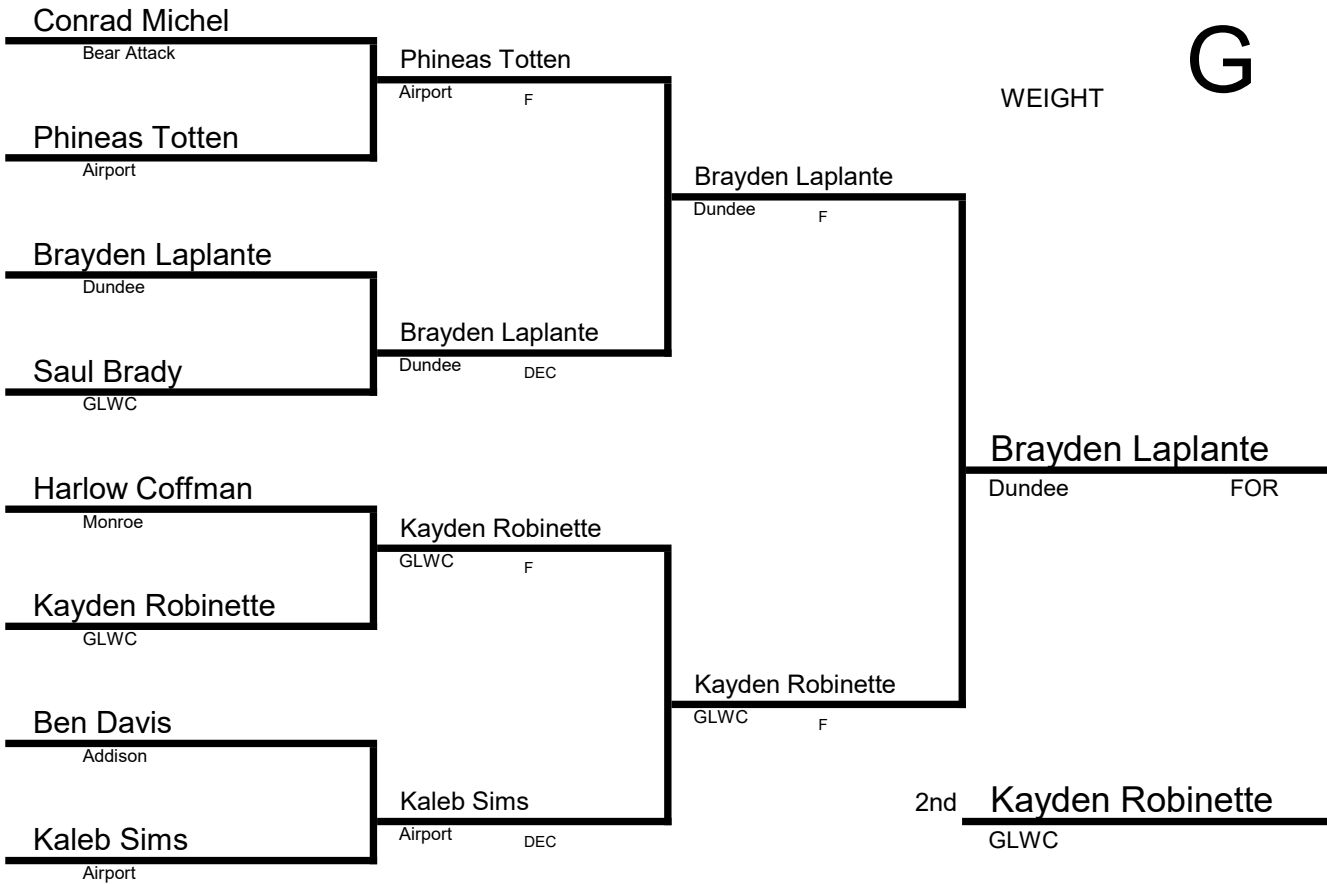 Conrad Michel
Bear Attack
Phineas Totten
Airport
Brayden Laplante
Dundee
Saul Brady
GLWC
Harlow Coffman
Monroe
Kayden Robinette
GLWC
Ben Davis
Addison
Kaleb Sims
Airport
Phineas Totten
Airport F
Brayden Laplante
Dundee DEC
Kayden Robinette
GLWC F
Kaleb Sims
Airport DEC
Brayden Laplante
Dundee F
Kayden Robinette
GLWC F
WEIGHT G
Brayden Laplante
Dundee FOR
2nd Kayden Robinette
GLWC